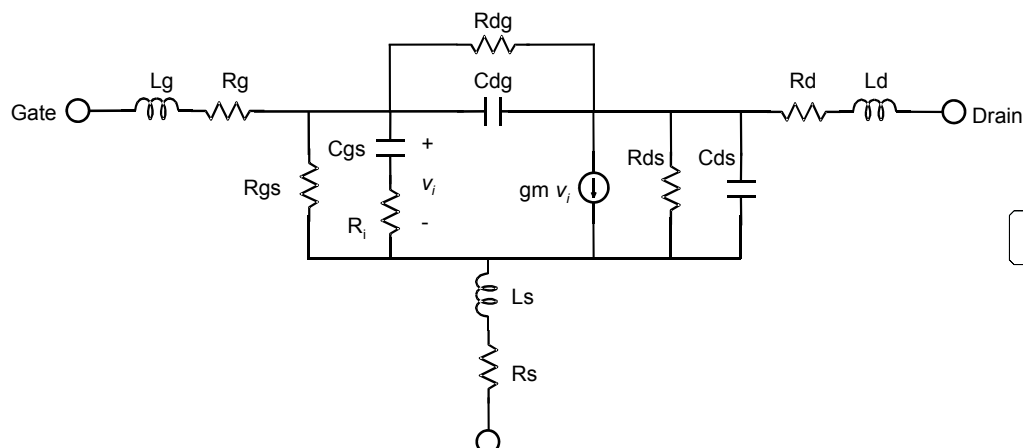 Rdg
Lg
Rg
Cdg
Rd
Ld
Gate
Drain
Cgs
+
Rds
Cds
Rgs
vi
gm vi
Ri
-
Ls
Rs